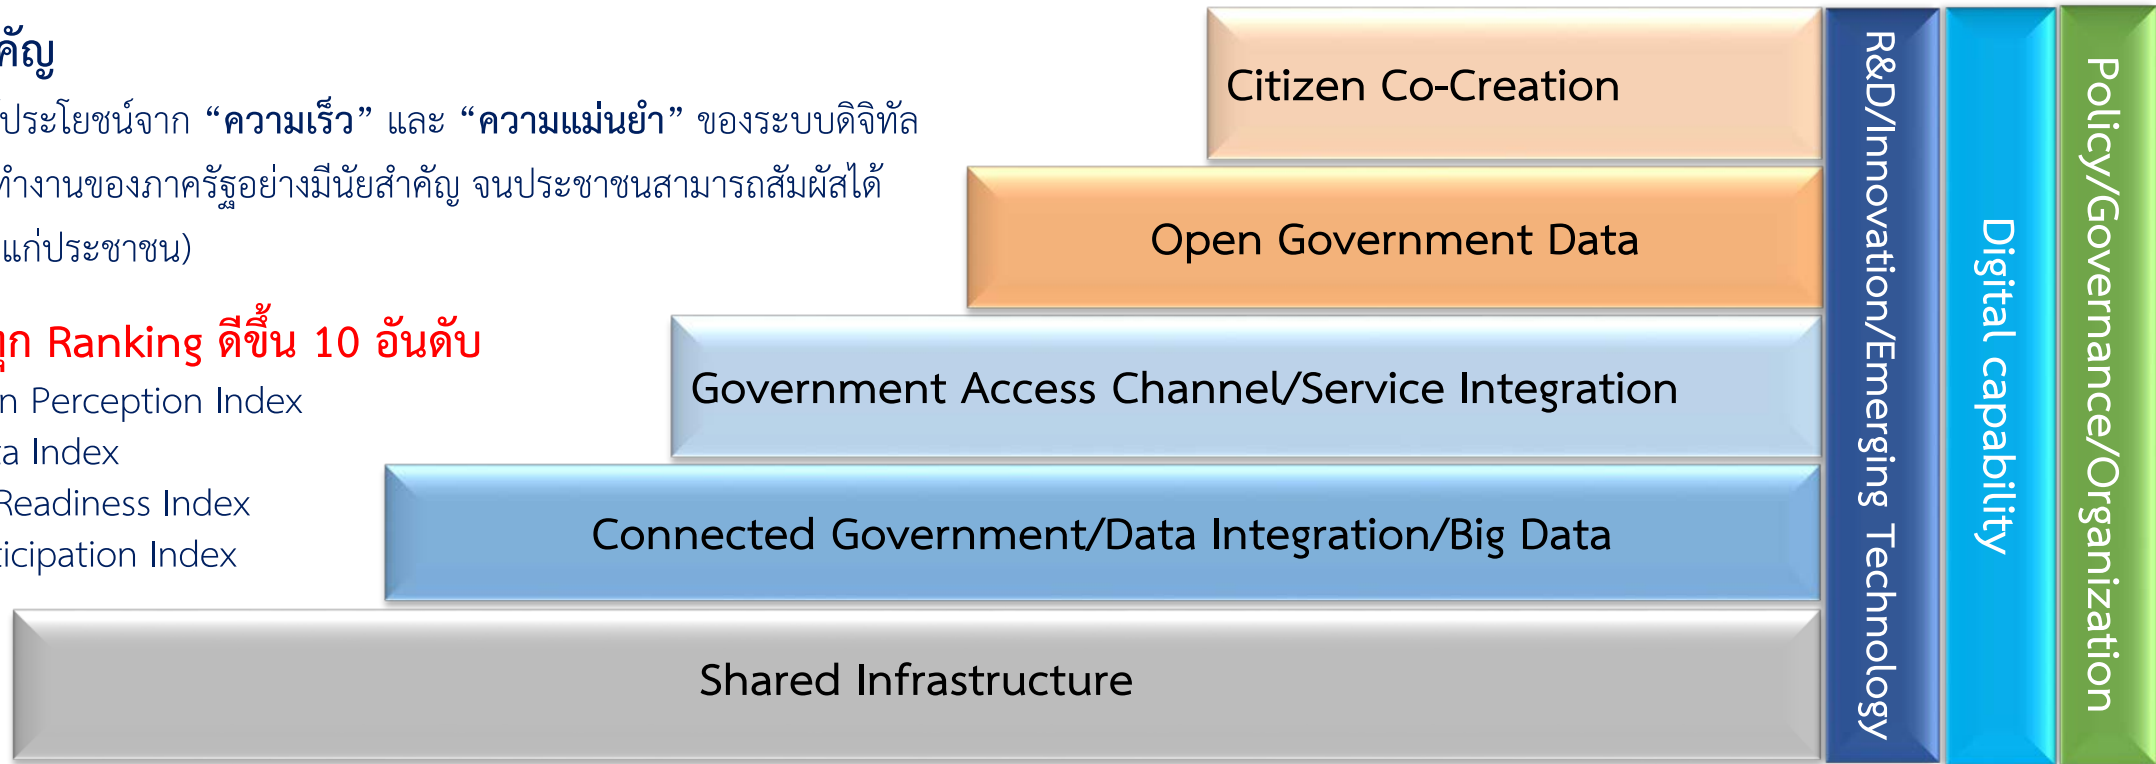 คัญ
ประโยชน์จาก “ความเร็ว” และ “ความแม่นยำ” ของระบบดิจิทัล
ทำงานของภาครัฐอย่างมีนัยสำคัญ จนประชาชนสามารถสัมผัสได้
แก่ประชาชน)
Ranking ดีขึ้น 10 อันดับ
n Perception Index
ta Index
Readiness Index
ticipation Index
Citizen Co-Creation
Open Government Data
Government Access Channel/Service Integration
Connected Government/Data Integration/Big Data
Shared Infrastructure
R&D/Innovation/Emerging Technology
Digital capability
Policy/Governance/Organization